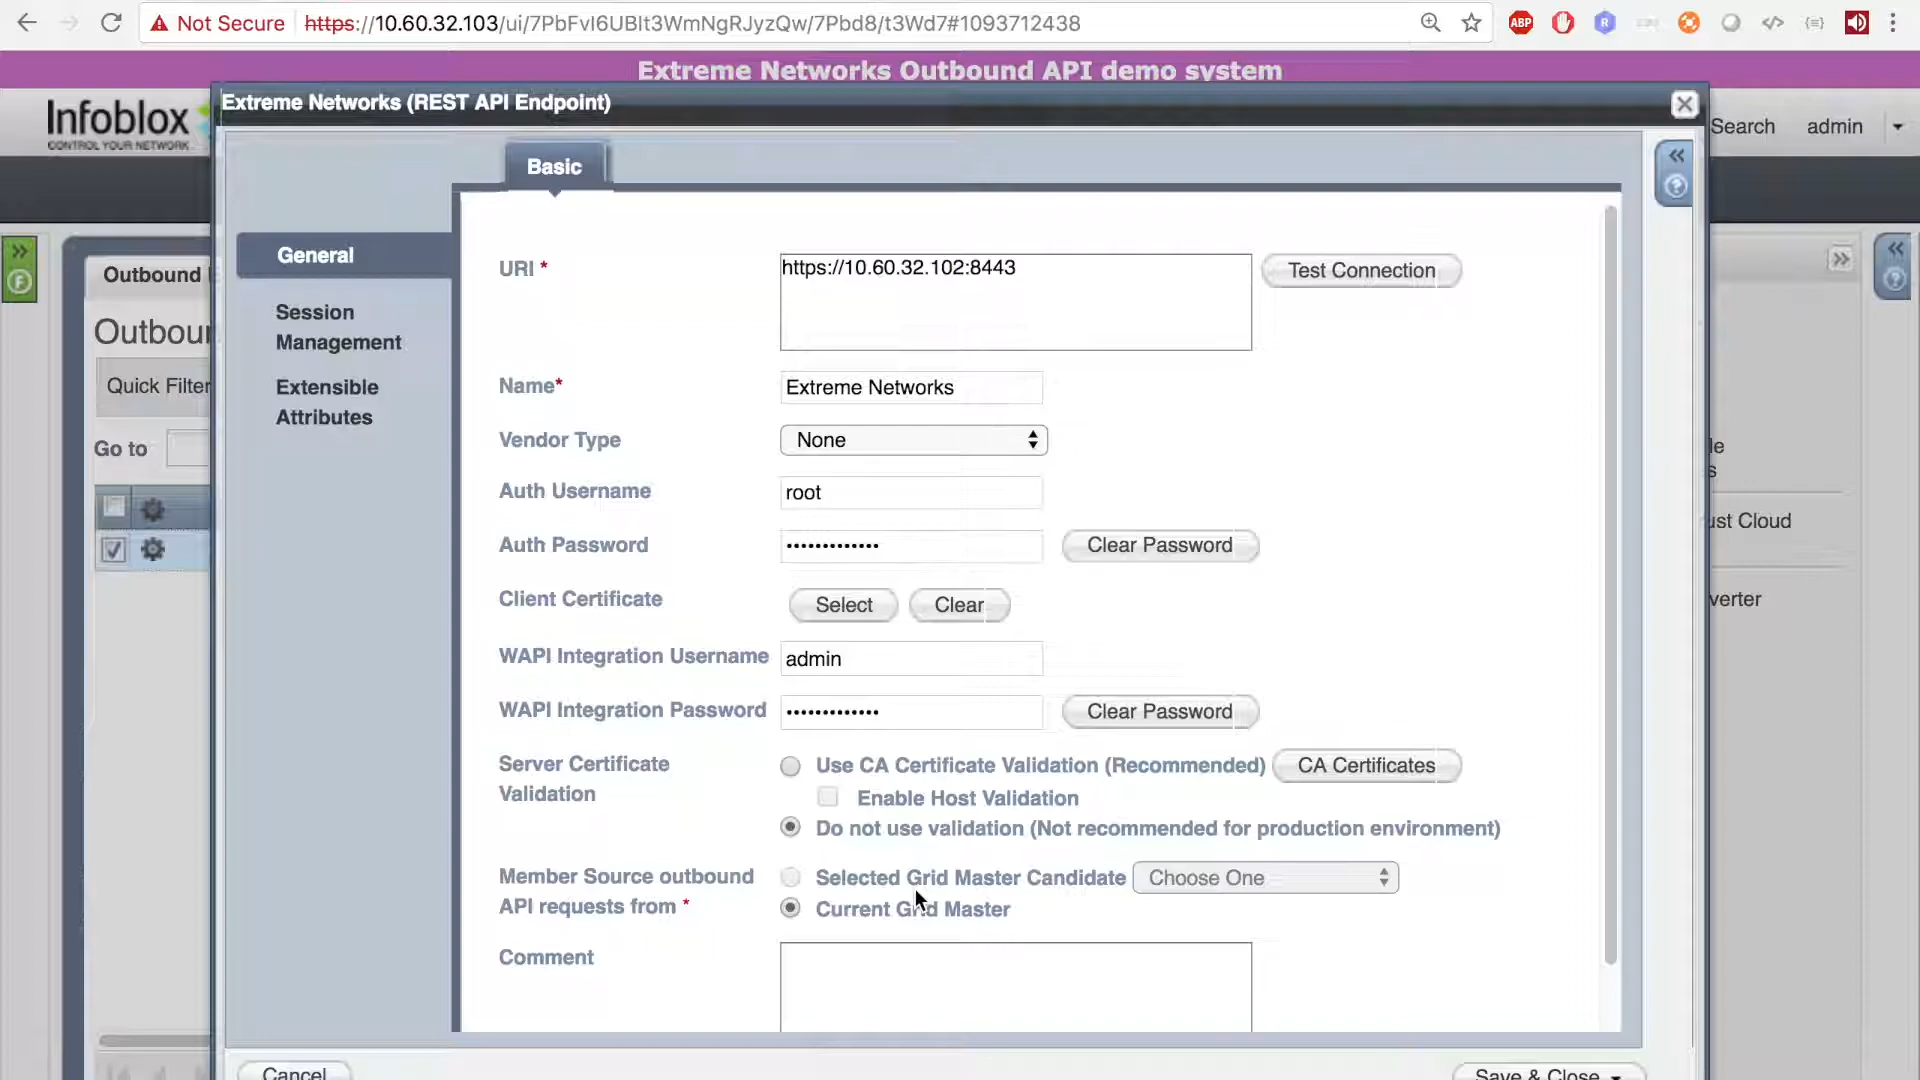 Not Secure https://10.60.32.103/ui/7PbFvI6UBIt3WmNgRJyzQw/7Pbd8/t3Wd7#1093712438
ABP
Extreme Networks Outbound API demo system
Infoblox
CONTROL YOUR NETWORK
Extreme Networks (REST API Endpoint)
Search
admin
Basic
General
Session
Management
Extensible
Attributes
Outbound
Outbou
Quick Filter
Go to
URI *
https://10.60.32.102:8443
Test Connection
Name*
Extreme Networks
Vendor Type
None
Auth Username
root
Auth Password
•••••••••••••
Clear Password
Client Certificate
Select
Clear
WAPI Integration Username
admin
WAPI Integration Password
•••••••••••••
Clear Password
Server Certificate
Validation
Use CA Certificate Validation (Recommended)
CA Certificates
Enable Host Validation
Do not use validation (Not recommended for production environment)
Member Source outbound
API requests from *
Selected Grid Master Candidate
Choose One
Current Grid Master
Comment
le
s
ust Cloud
verter
Cancel
Save & Close